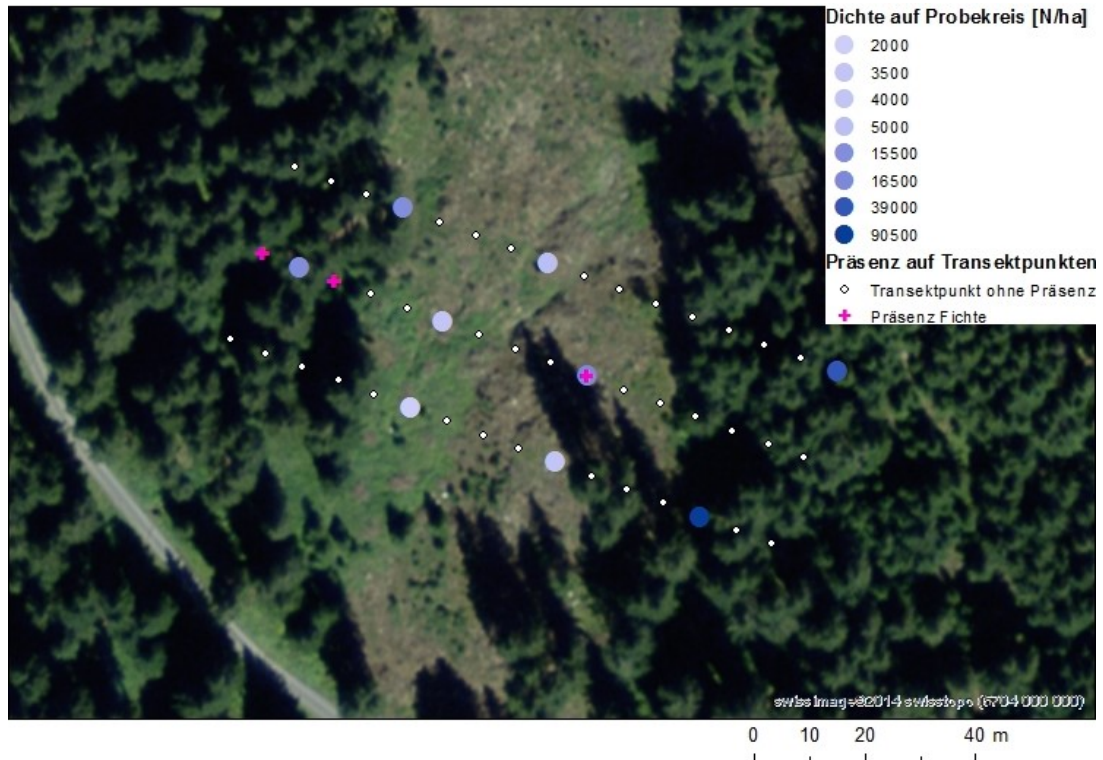 Dichte auf Probekreis [N/ha]
2000
3500
4000
5000
15500
16500
39000
90500
Präsenz auf Transektpunkten
Transektpunkt ohne Präsenz
Präsenz Fichte
swissimage©2014 swisstopo (5704 000 000)
0 10 20 40 m